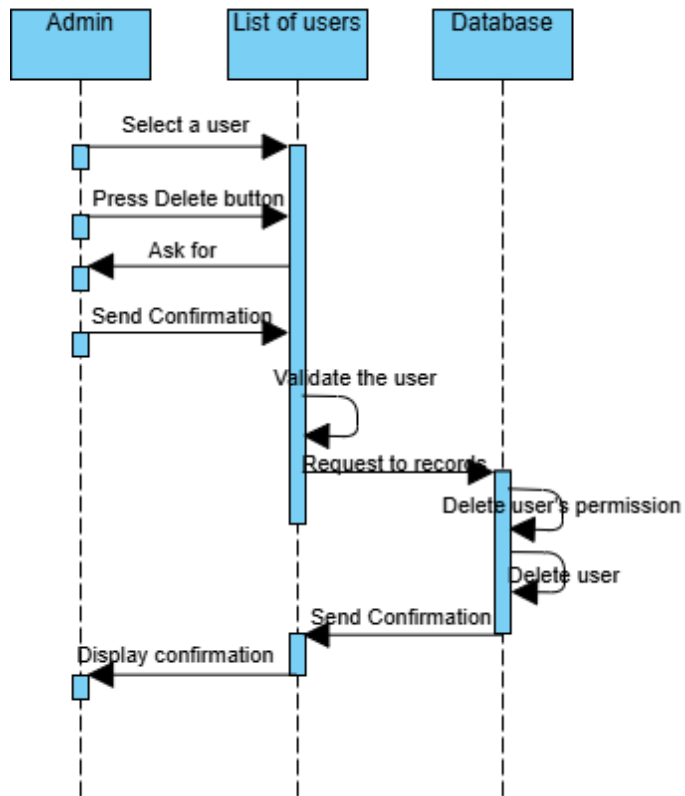 Admin
List of users
Database
Select a user
Press Delete button
Ask for
Send Confirmation
Validate the user
Request to records
Delete user's permission
Delete user
Send Confirmation
Display confirmation